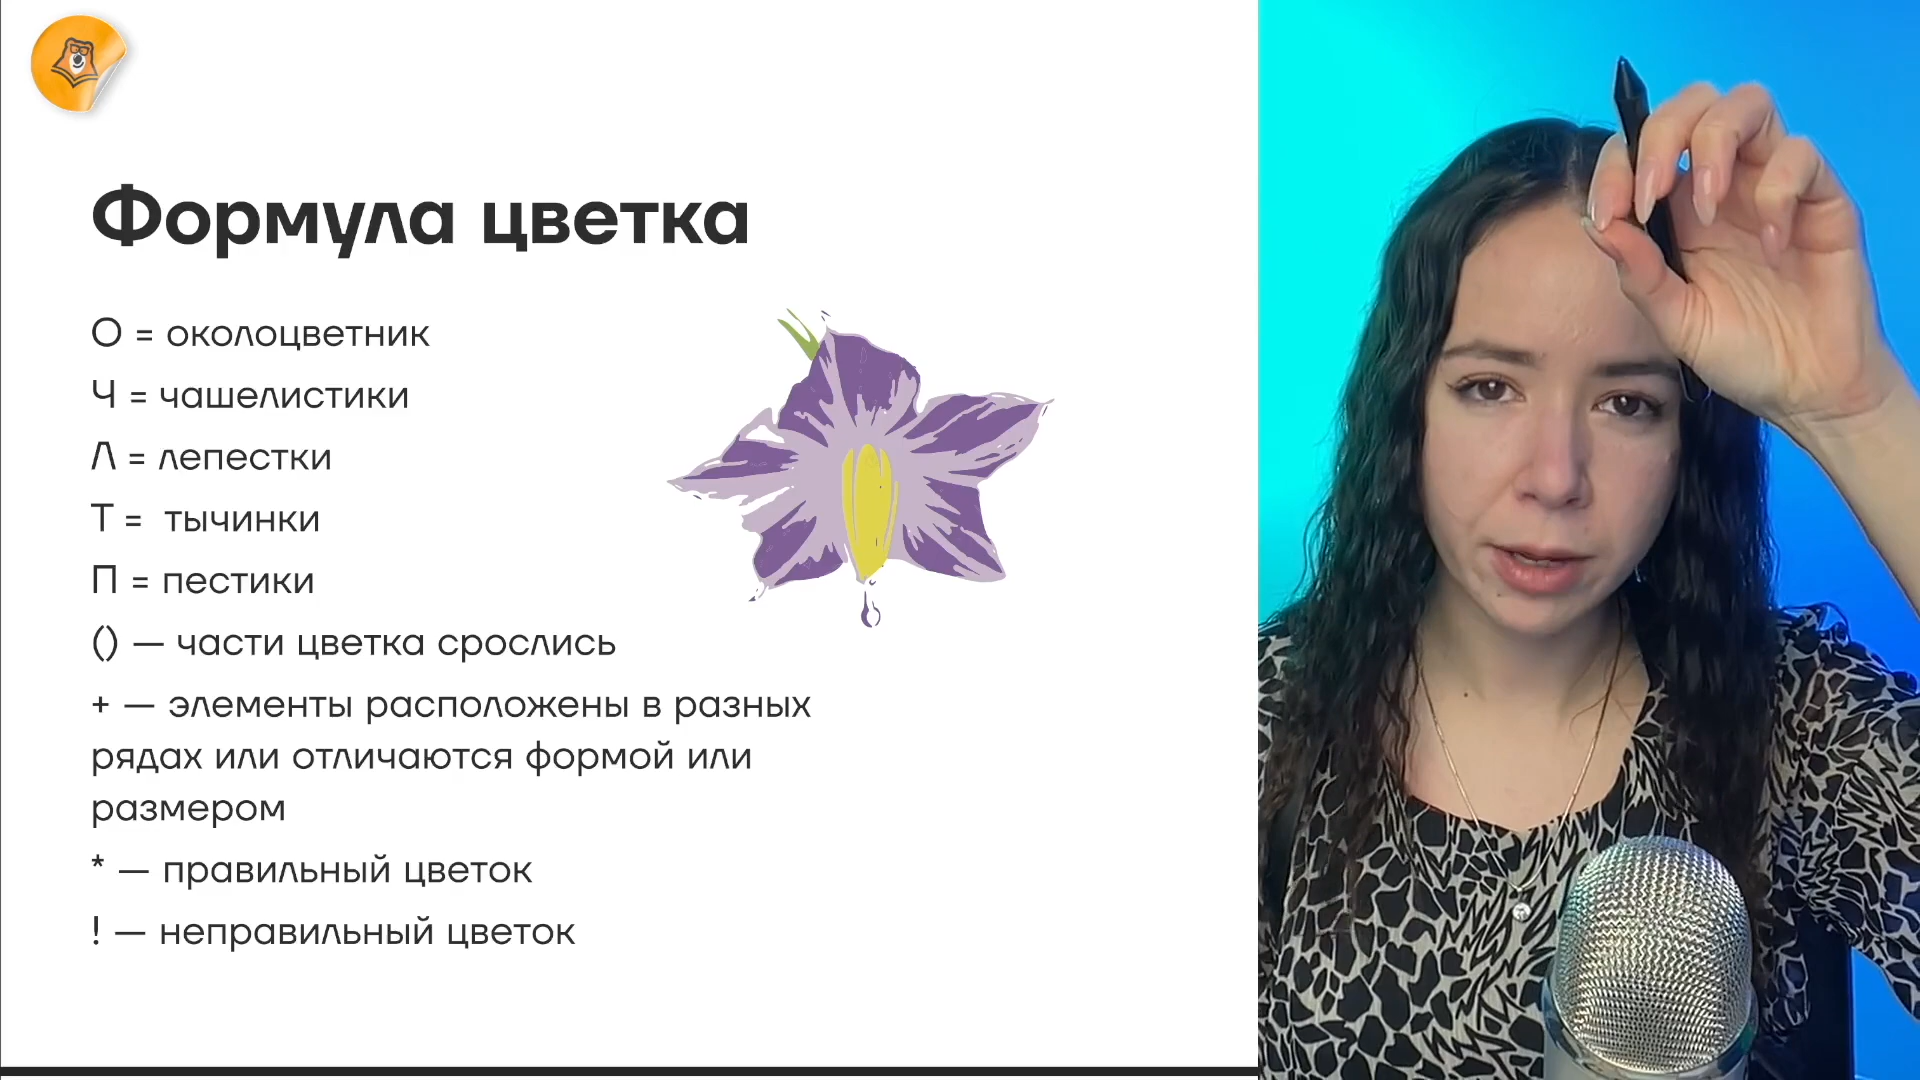 Формула цветка
О = околоцветник
Ч = чашелистики
Л = лепестки
Т =  тычинки
П = пестики
() — части цветка срослись
+ — элементы расположены в разных
рядах или отличаются формой или
размером
* — правильный цветок
! — неправильный цветок